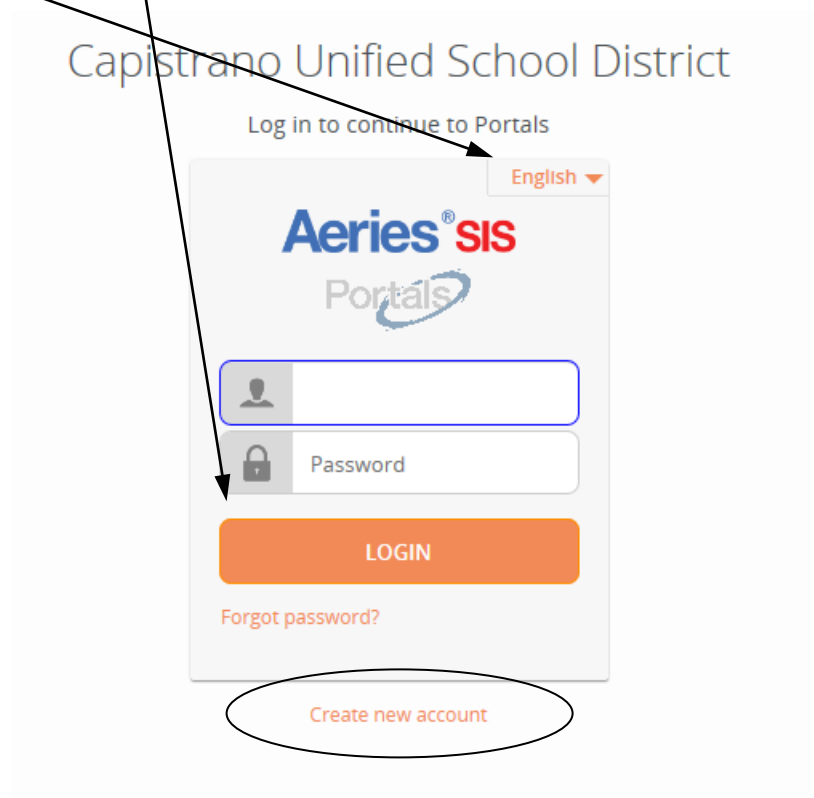 Capistrano Unified School District
Log in to continue to Portals
English
Aeries® SIS
Portals
Password
LOGIN
Forgot password?
Create new account